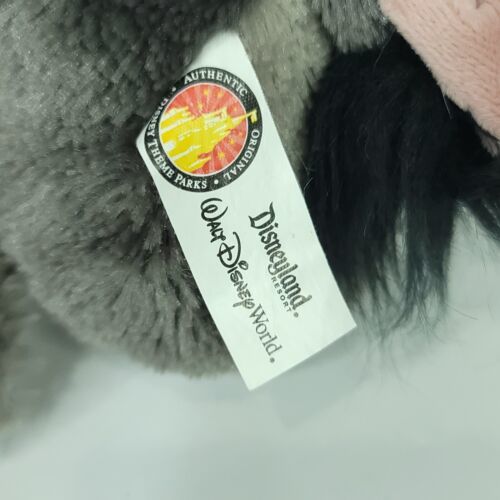 AUTHENTIC • ORIGINAL • DISNEY THEME PARKS •
Disneyland
RESORT®
WALT DISNEY World®